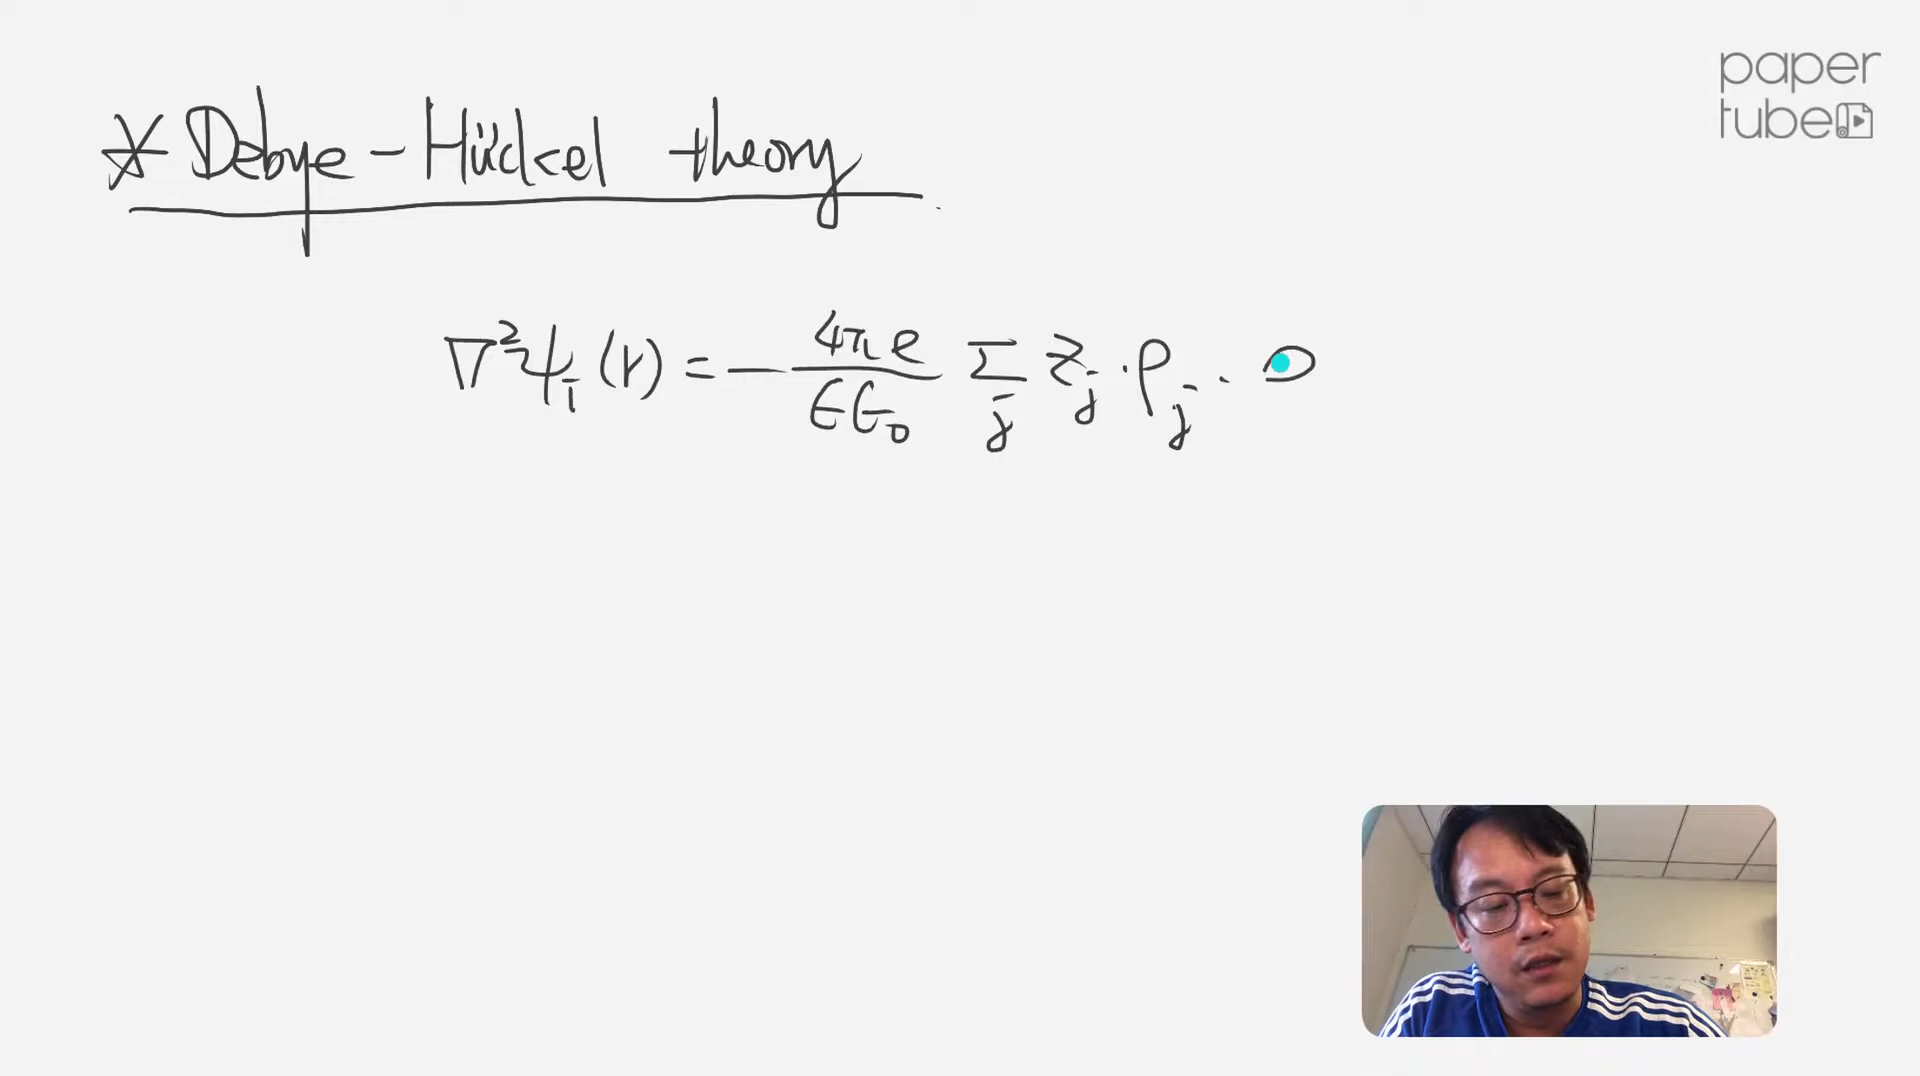 paper
tube
* Debye - Hückel theory
∇²ψᵢ(r) = - 4πe / ϵϵ₀ Σⱼ zⱼ · ρⱼ ·